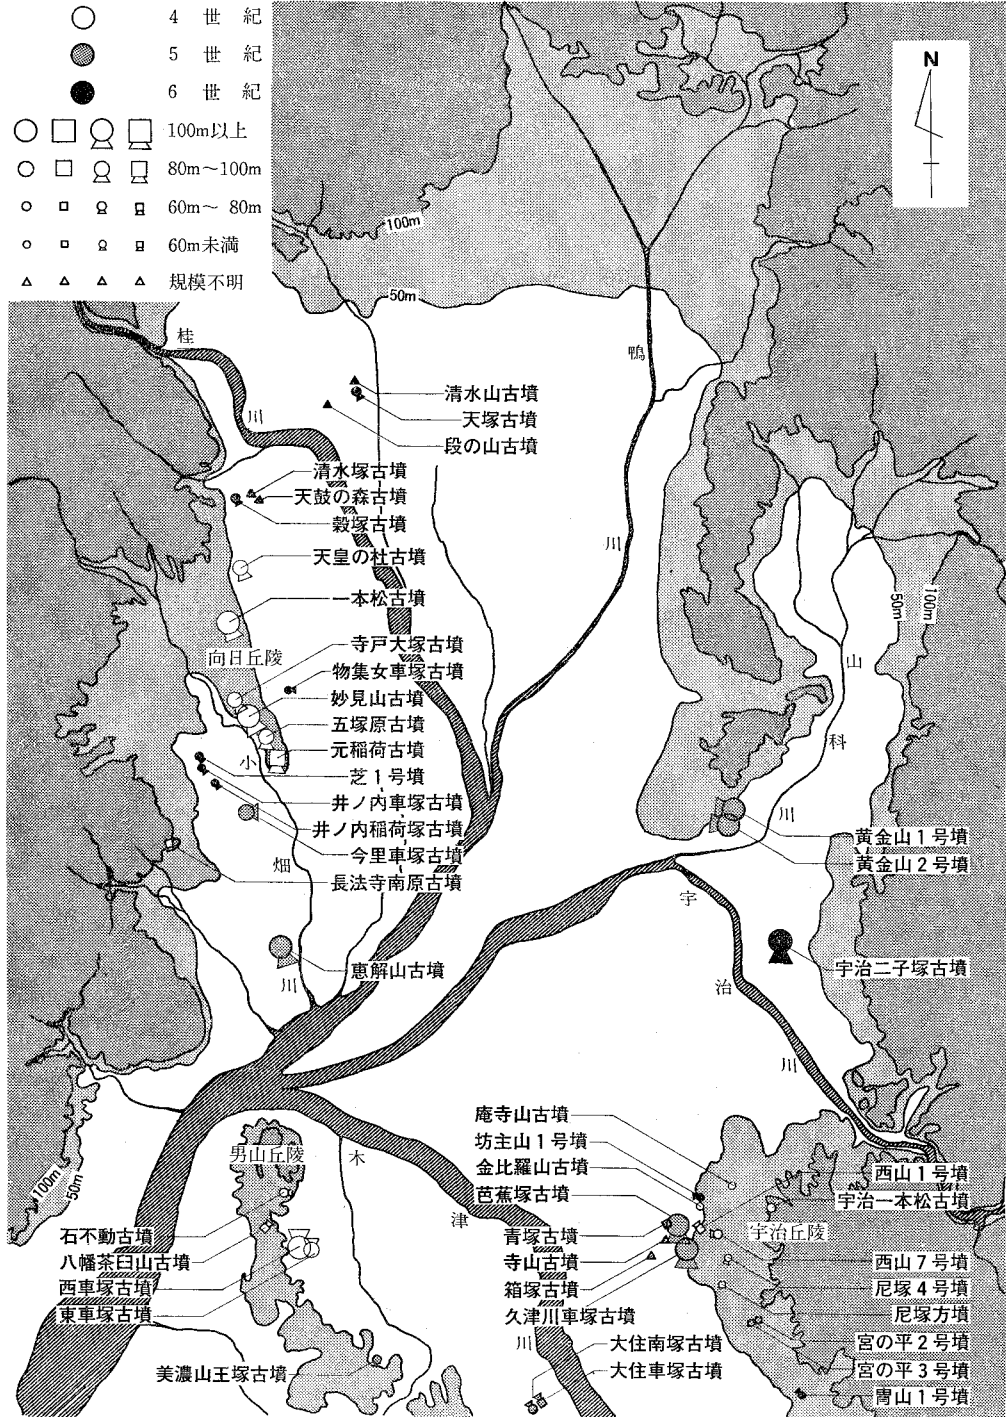 4 世 紀
5 世 紀
6 世 紀
100m以上
80m～100m
60m～ 80m
60m未満
規模不明
N
100m
50m
桂
川
鴨
川
清水山古墳
天塚古墳
段の山古墳
清水塚古墳
天鼓の森古墳
穀塚古墳
天皇の杜古墳
一本松古墳
向日丘陵
寺戸大塚古墳
物集女車塚古墳
妙見山古墳
五塚原古墳
元稲荷古墳
芝1号墳
井ノ内車塚古墳
井ノ内稲荷塚古墳
今里車塚古墳
長法寺南原古墳
恵解山古墳
小
畑
川
50m
100m
山
科
川
黄金山1号墳
黄金山2号墳
宇治二子塚古墳
宇
治
川
100m
50m
男山丘陵
石不動古墳
八幡茶臼山古墳
西車塚古墳
東車塚古墳
美濃山王塚古墳
木
津
川
庵寺山古墳
坊主山1号墳
金比羅山古墳
芭蕉塚古墳
青塚古墳
寺山古墳
箱塚古墳
久津川車塚古墳
大住南塚古墳
大住車塚古墳
西山1号墳
宇治一本松古墳
宇治丘陵
西山7号墳
尼塚4号墳
尼塚方墳
宮の平2号墳
宮の平3号墳
冑山1号墳